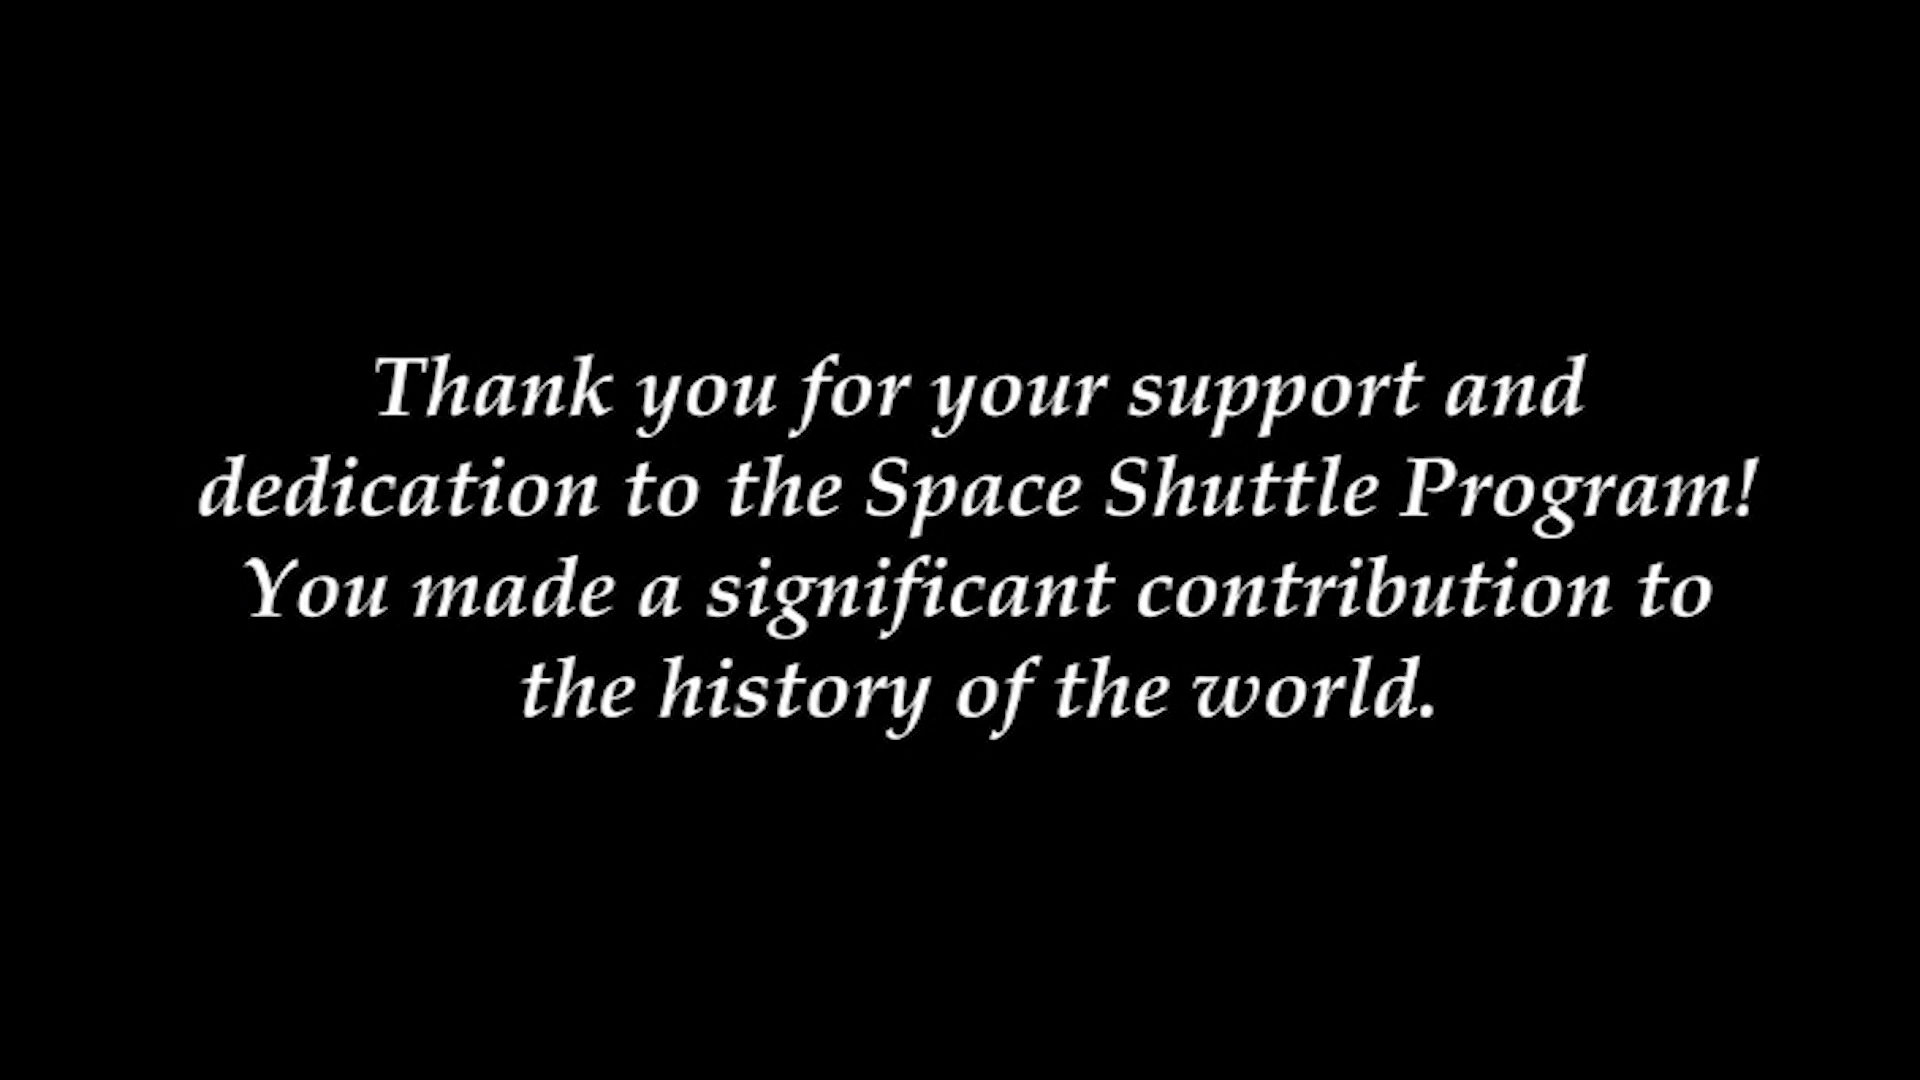 Thank you for your support and
dedication to the Space Shuttle Program!
You made a significant contribution to
the history of the world.